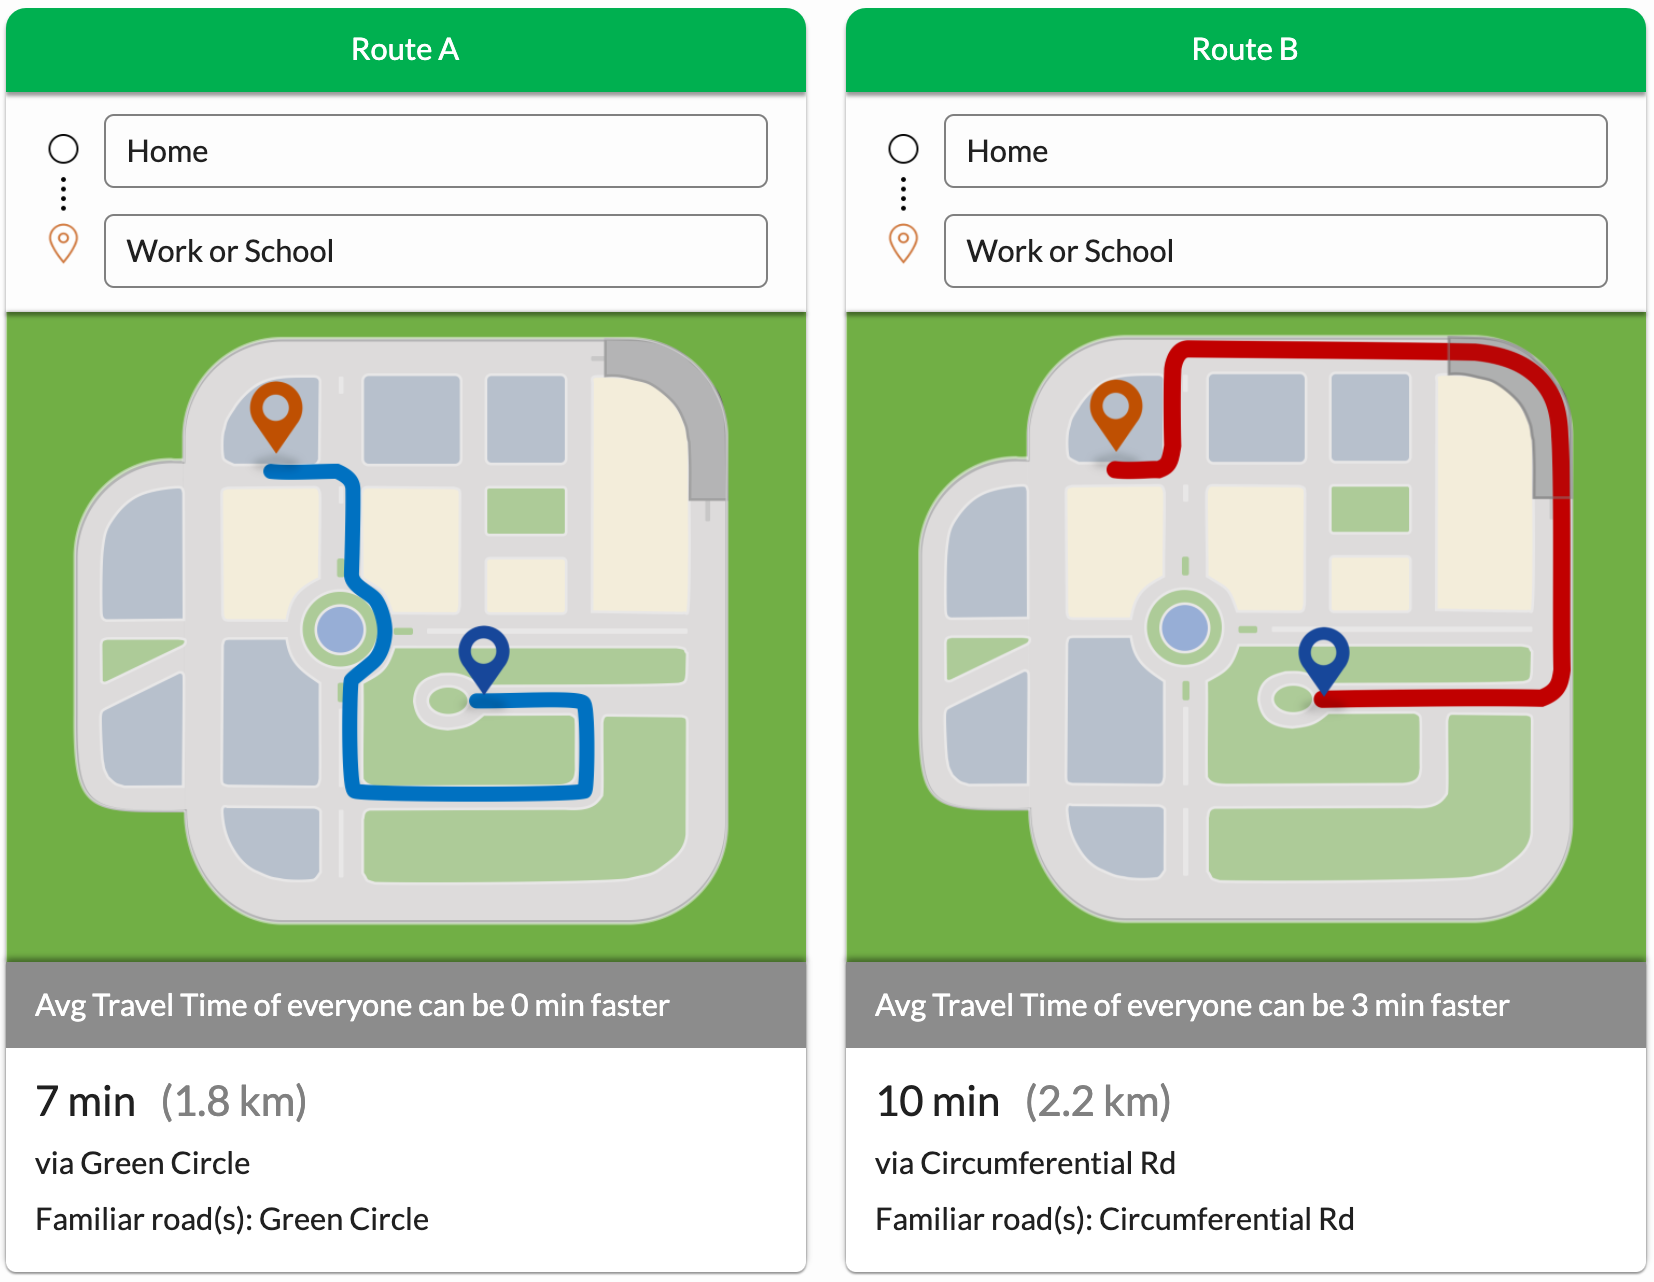 Route A
Home
Work or School
Avg Travel Time of everyone can be 0 min faster
7 min (1.8 km)
via Green Circle
Familiar road(s): Green Circle
Route B
Home
Work or School
Avg Travel Time of everyone can be 3 min faster
10 min (2.2 km)
via Circumferential Rd
Familiar road(s): Circumferential Rd